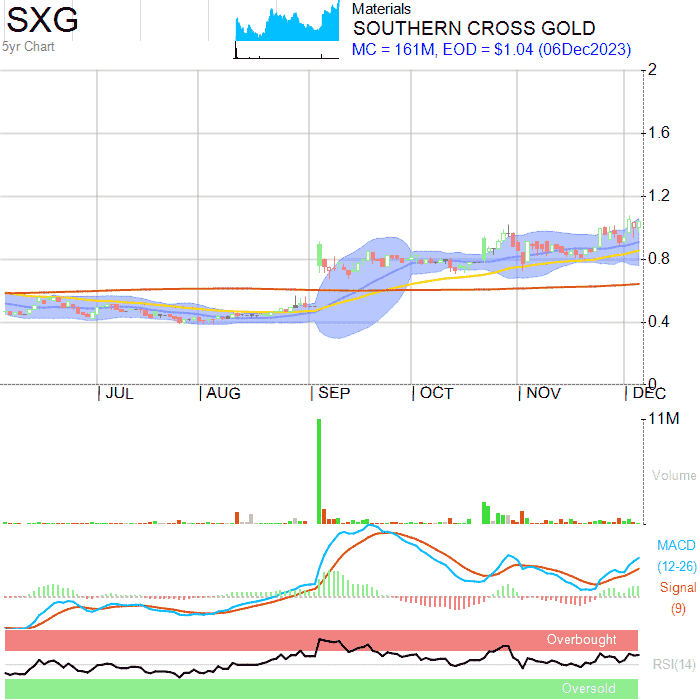 SXG
5yr Chart
Materials
SOUTHERN CROSS GOLD
MC = 161M, EOD = $1.04 (06Dec2023)
2
1.6
1.2
0.8
0.4
0
JUL AUG SEP OCT NOV DEC
11M
Volume
MACD
(12-26)
Signal
(9)
Overbought
RSI(14)
Oversold